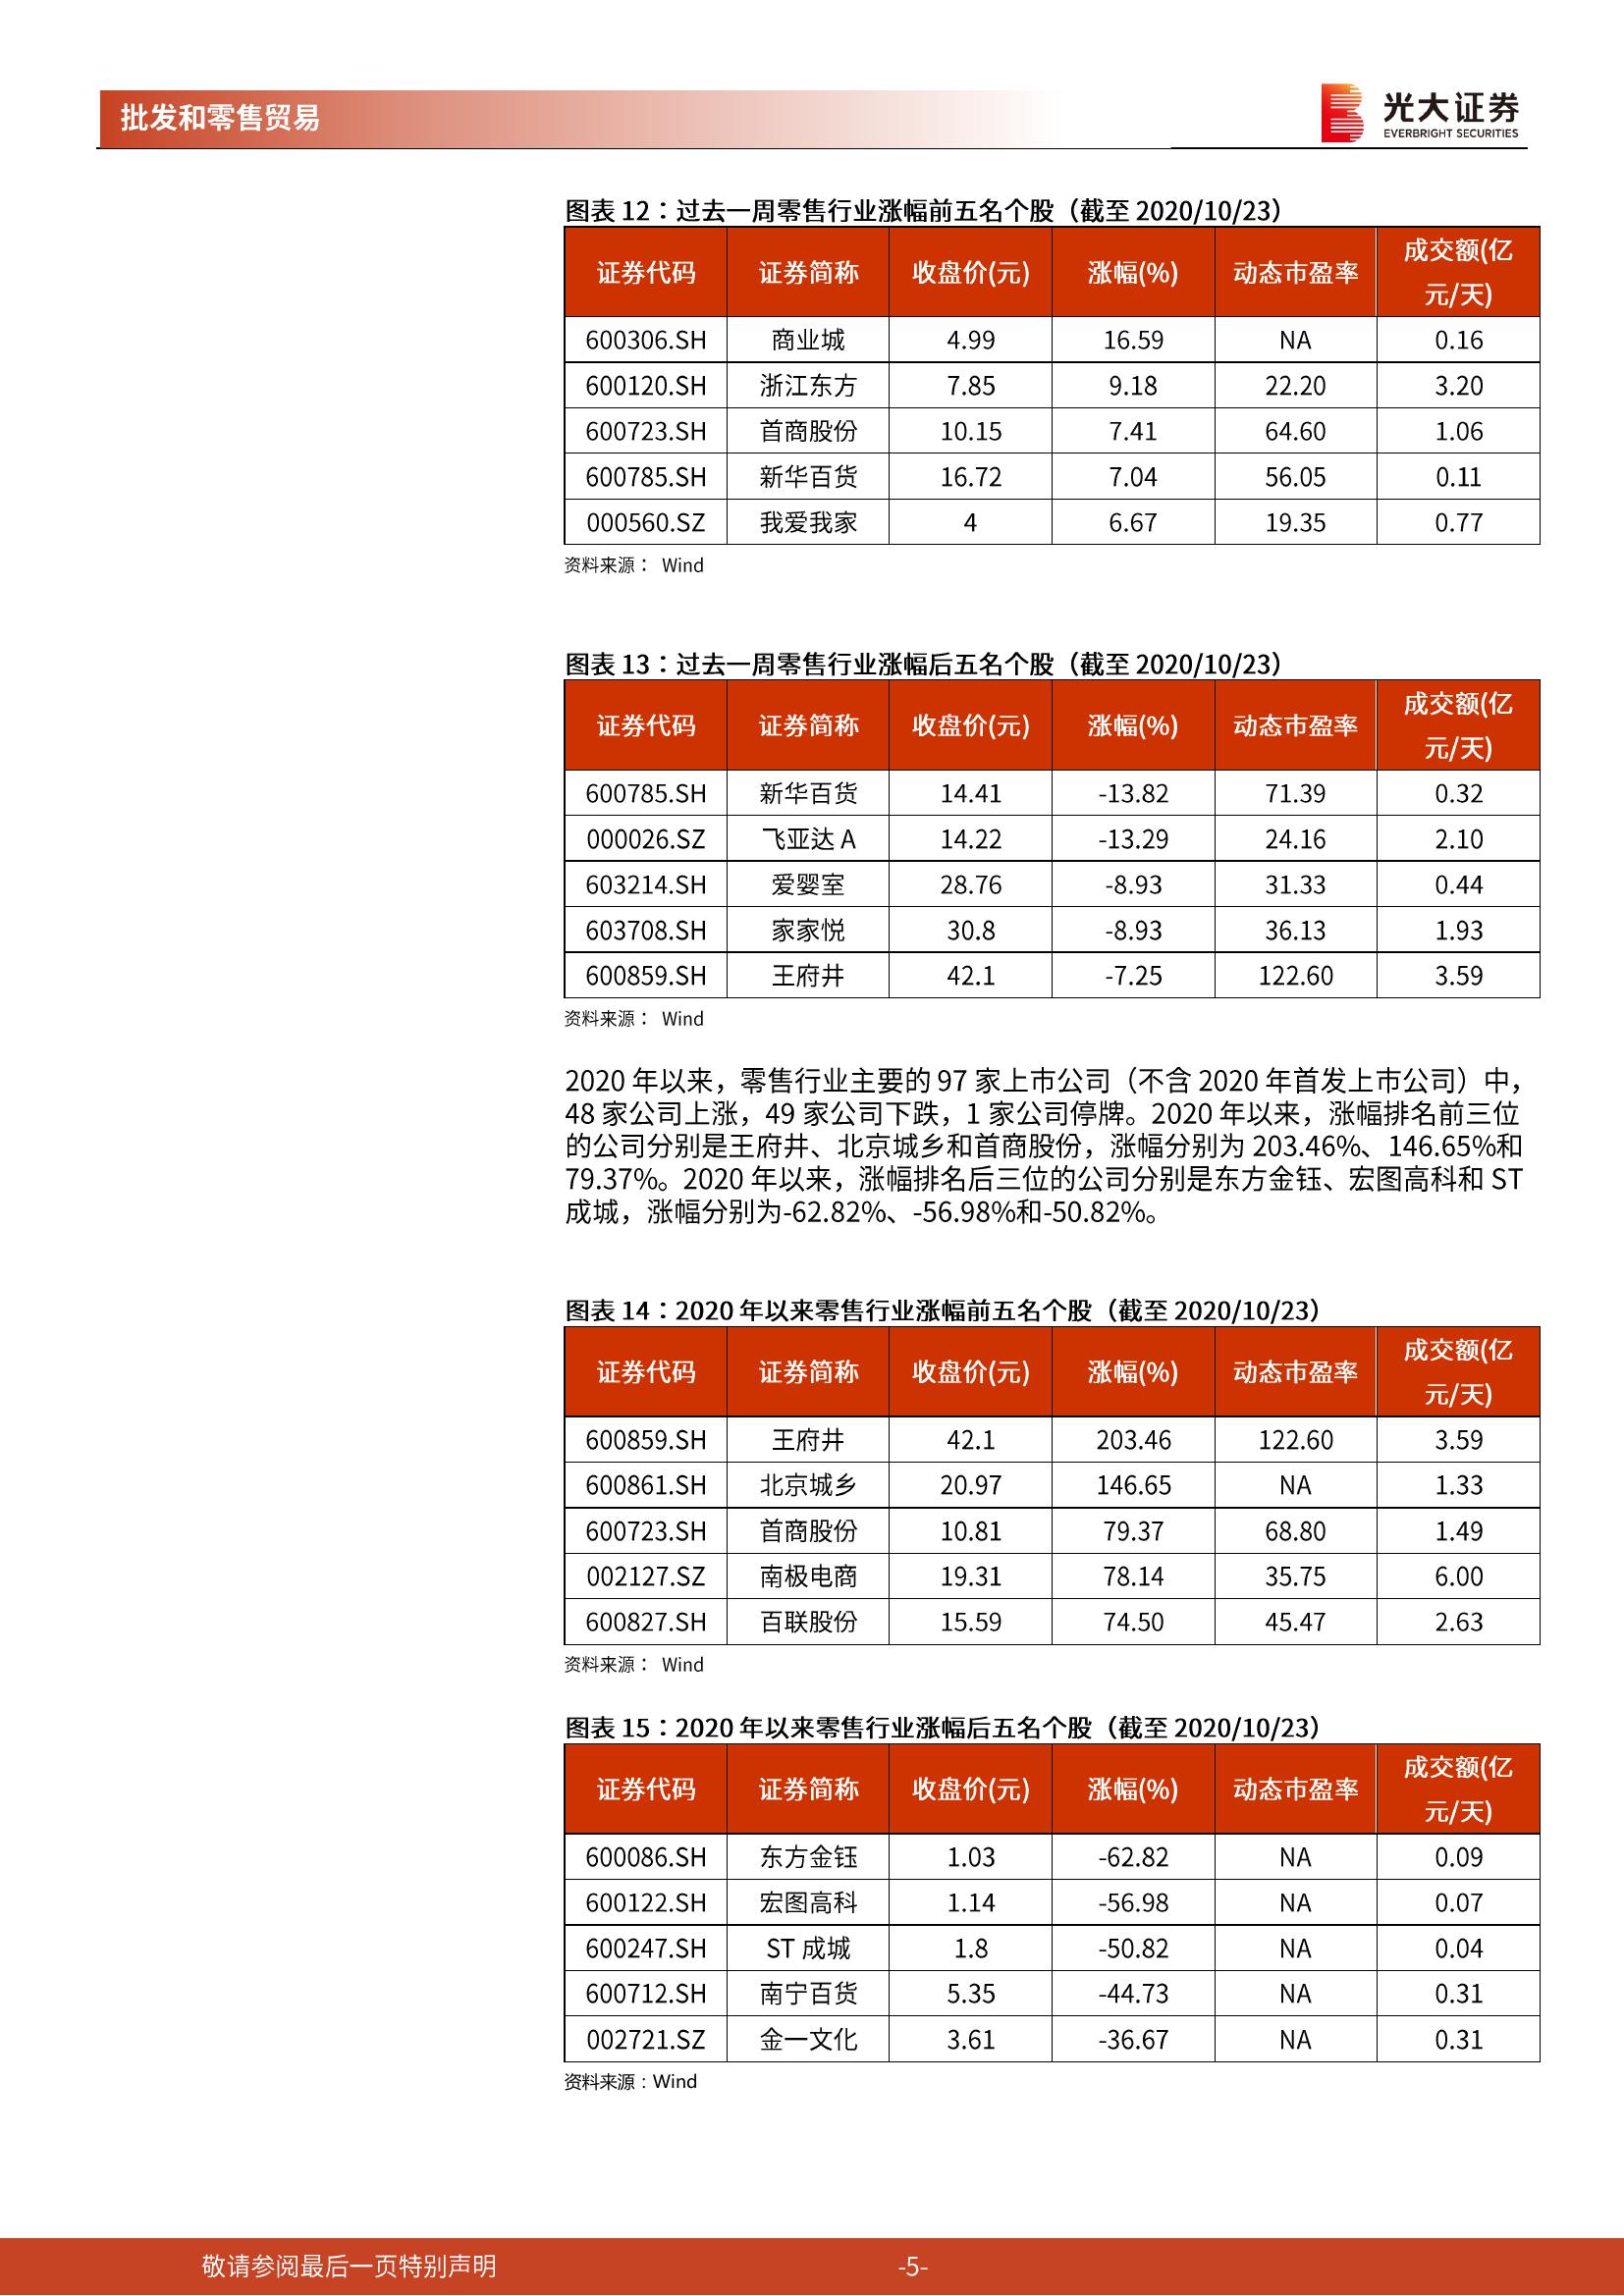 批发和零售贸易
光大证券
EVERBRIGHT SECURITIES
图表 12：过去一周零售行业涨幅前五名个股（截至 2020/10/23）
证券代码 证券简称 收盘价(元) 涨幅(%) 动态市盈率 成交额(亿
元/天)
600306.SH 商业城 4.99 16.59 NA 0.16
600120.SH 浙江东方 7.85 9.18 22.20 3.20
600723.SH 首商股份 10.15 7.41 64.60 1.06
600785.SH 新华百货 16.72 7.04 56.05 0.11
000560.SZ 我爱我家 4 6.67 19.35 0.77
资料来源： Wind
图表 13：过去一周零售行业涨幅后五名个股（截至 2020/10/23）
证券代码 证券简称 收盘价(元) 涨幅(%) 动态市盈率 成交额(亿
元/天)
600785.SH 新华百货 14.41 -13.82 71.39 0.32
000026.SZ 飞亚达 A 14.22 -13.29 24.16 2.10
603214.SH 爱婴室 28.76 -8.93 31.33 0.44
603708.SH 家家悦 30.8 -8.93 36.13 1.93
600859.SH 王府井 42.1 -7.25 122.60 3.59
资料来源： Wind
2020 年以来，零售行业主要的 97 家上市公司（不含 2020 年首发上市公司）中，
48 家公司上涨，49 家公司下跌，1 家公司停牌。2020 年以来，涨幅排名前三位
的公司分别是王府井、北京城乡和首商股份，涨幅分别为 203.46%、146.65%和
79.37%。2020 年以来，涨幅排名后三位的公司分别是东方金钰、宏图高科和 ST
成城，涨幅分别为-62.82%、-56.98%和-50.82%。
图表 14：2020 年以来零售行业涨幅前五名个股（截至 2020/10/23）
证券代码 证券简称 收盘价(元) 涨幅(%) 动态市盈率 成交额(亿
元/天)
600859.SH 王府井 42.1 203.46 122.60 3.59
600861.SH 北京城乡 20.97 146.65 NA 1.33
600723.SH 首商股份 10.81 79.37 68.80 1.49
002127.SZ 南极电商 19.31 78.14 35.75 6.00
600827.SH 百联股份 15.59 74.50 45.47 2.63
资料来源： Wind
图表 15：2020 年以来零售行业涨幅后五名个股（截至 2020/10/23）
证券代码 证券简称 收盘价(元) 涨幅(%) 动态市盈率 成交额(亿
元/天)
600086.SH 东方金钰 1.03 -62.82 NA 0.09
600122.SH 宏图高科 1.14 -56.98 NA 0.07
600247.SH ST 成城 1.8 -50.82 NA 0.04
600712.SH 南宁百货 5.35 -44.73 NA 0.31
002721.SZ 金一文化 3.61 -36.67 NA 0.31
资料来源：Wind
敬请参阅最后一页特别声明 -5-